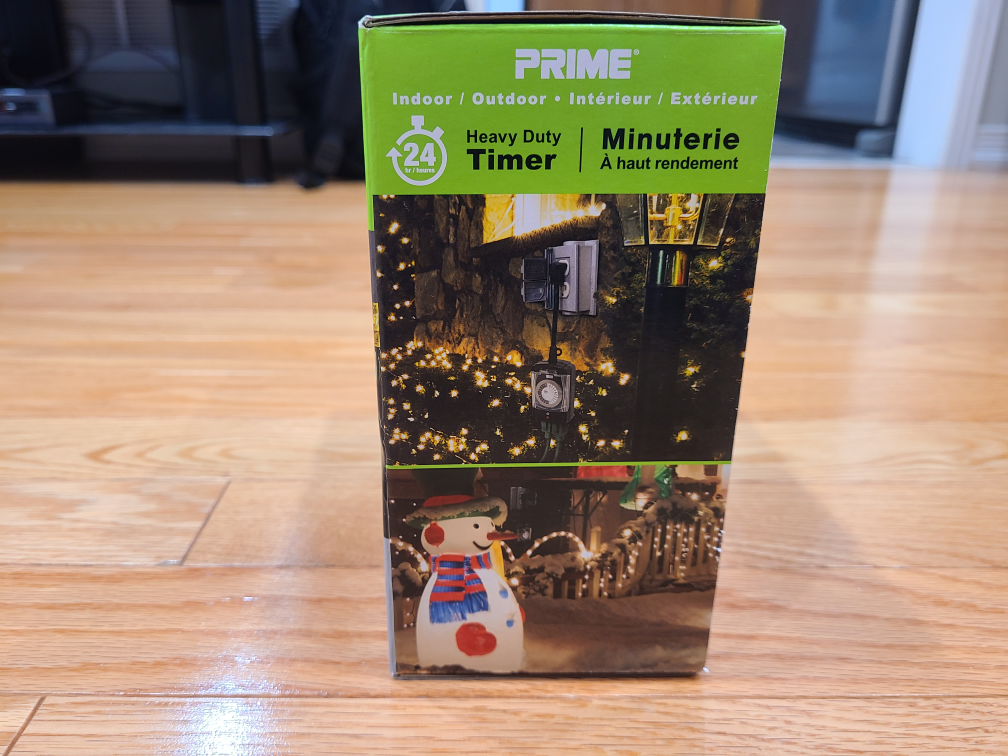 PRIME®
Indoor / Outdoor • Intérieur / Extérieur
24
hr / heures
Heavy Duty
Timer
Minuterie
À haut rendement